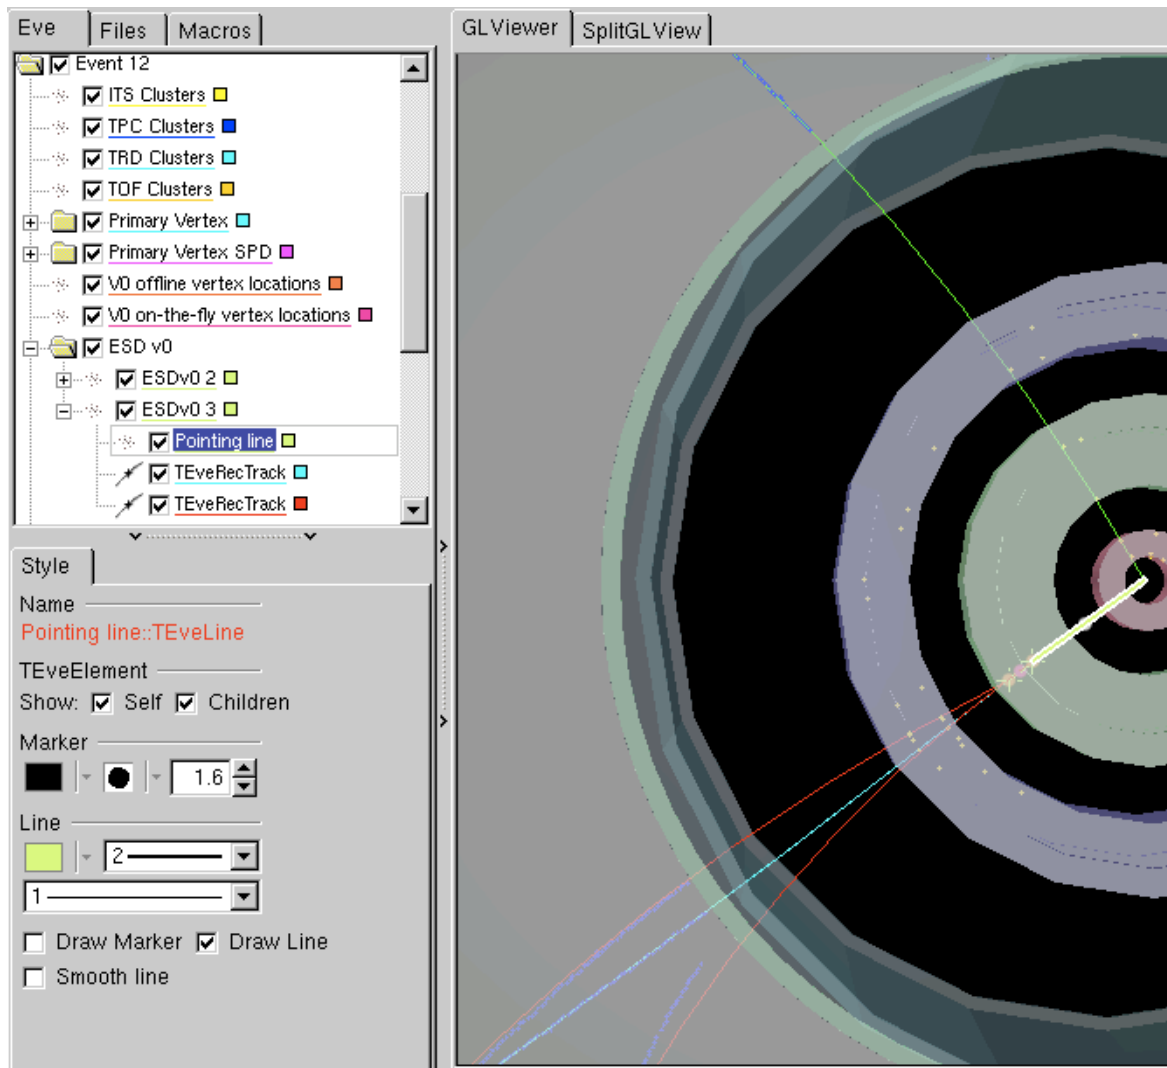 Eve Files Macros
GLViewer SplitGLView
Event 12
ITS Clusters
TPC Clusters
TRD Clusters
TOF Clusters
Primary Vertex
Primary Vertex SPD
V0 offline vertex locations
V0 on-the-fly vertex locations
ESD v0
ESDv0 2
ESDv0 3
Pointing line
TEveRecTrack
TEveRecTrack
Style
Name
Pointing line::TEveLine
TEveElement
Show: Self Children
Marker
1.6
Line
2
1
Draw Marker Draw Line
Smooth line